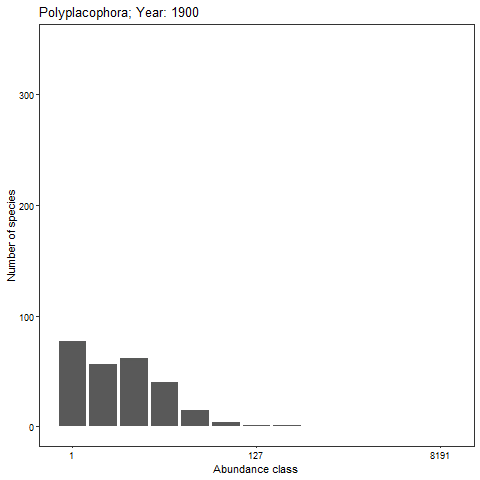 Polyplacophora; Year: 1900
Number of species
300
200
100
0
1
127
8191
Abundance class